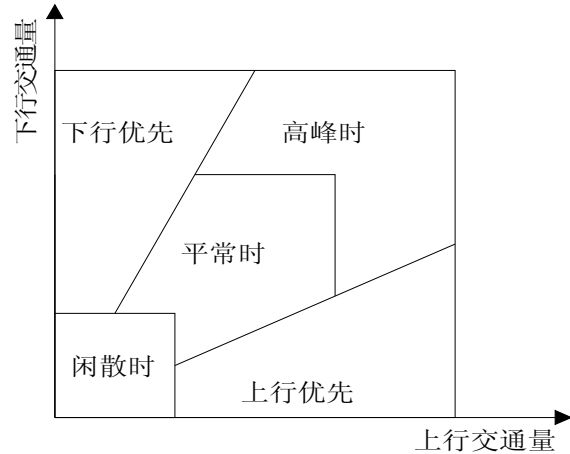 下行交通量
下行优先
高峰时
平常时
闲散时
上行优先
上行交通量